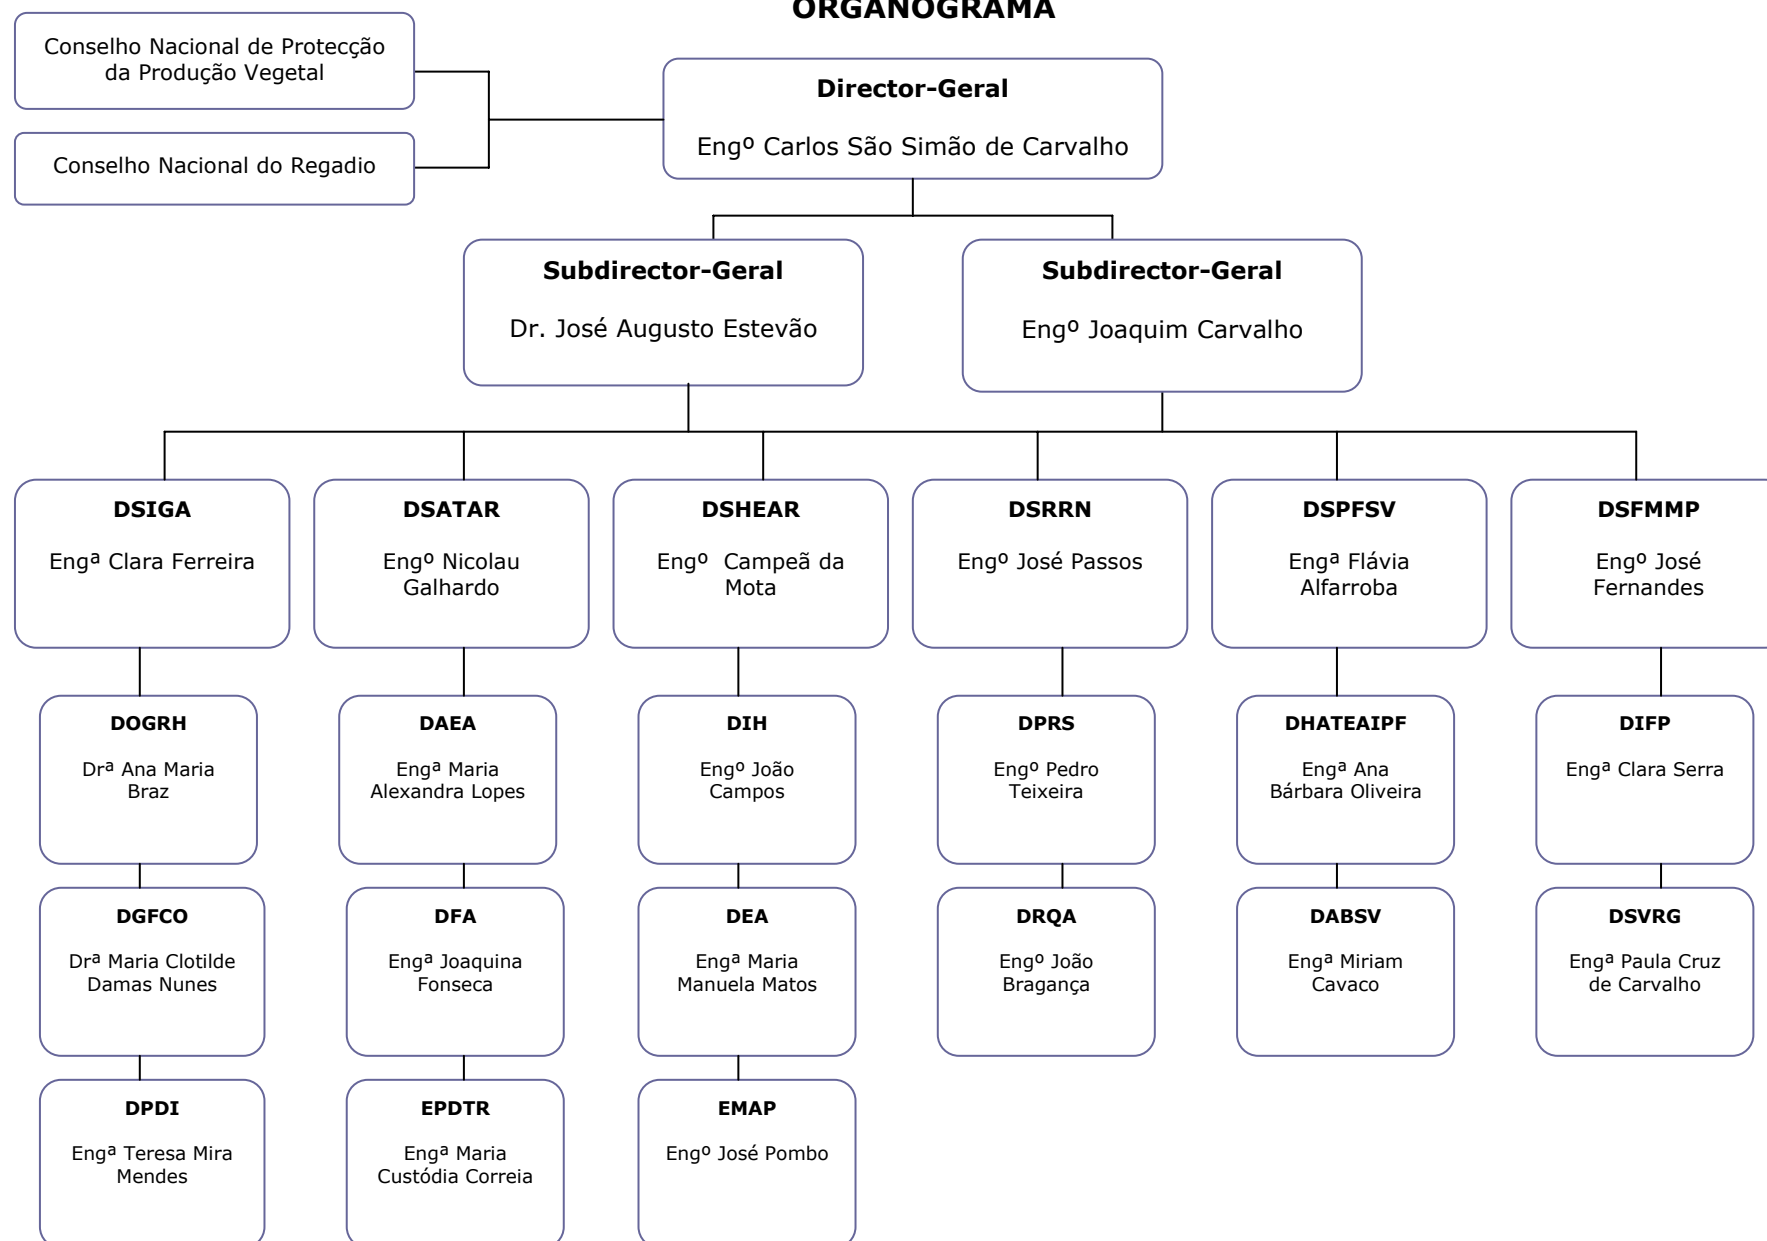 ORGANOGRAMA
Conselho Nacional de Protecção
da Produção Vegetal
Conselho Nacional do Regadio
Director-Geral
Engº Carlos São Simão de Carvalho
Subdirector-Geral
Dr. José Augusto Estevão
Subdirector-Geral
Engº Joaquim Carvalho
DSIGA
Engª Clara Ferreira
DSATAR
Engº Nicolau
Galhardo
DSHEAR
Engº Campeã da
Mota
DSRRN
Engº José Passos
DSPFSV
Engª Flávia
Alfarroba
DSFMMP
Engº José
Fernandes
DOGRH
Drª Ana Maria
Braz
DAEA
Engª Maria
Alexandra Lopes
DIH
Engº João
Campos
DPRS
Engº Pedro
Teixeira
DHATEAIPF
Engª Ana
Bárbara Oliveira
DIFP
Engª Clara Serra
DGFCO
Drª Maria Clotilde
Damas Nunes
DFA
Engª Joaquina
Fonseca
DEA
Engª Maria
Manuela Matos
DRQA
Engº João
Bragança
DABSV
Engª Miriam
Cavaco
DSVRG
Engª Paula Cruz
de Carvalho
DPDI
Engª Teresa Mira
Mendes
EPDTR
Engª Maria
Custódia Correia
EMAP
Engº José Pombo